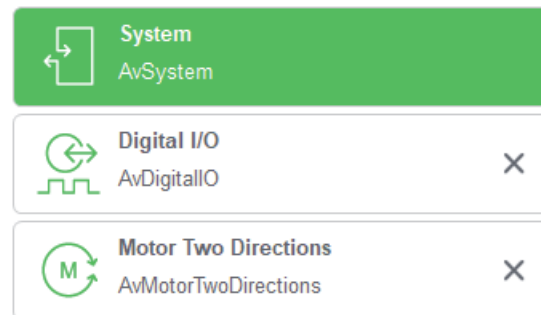 System
AvSystem
Digital I/O
AvDigitalIO
M
Motor Two Directions
AvMotorTwoDirections